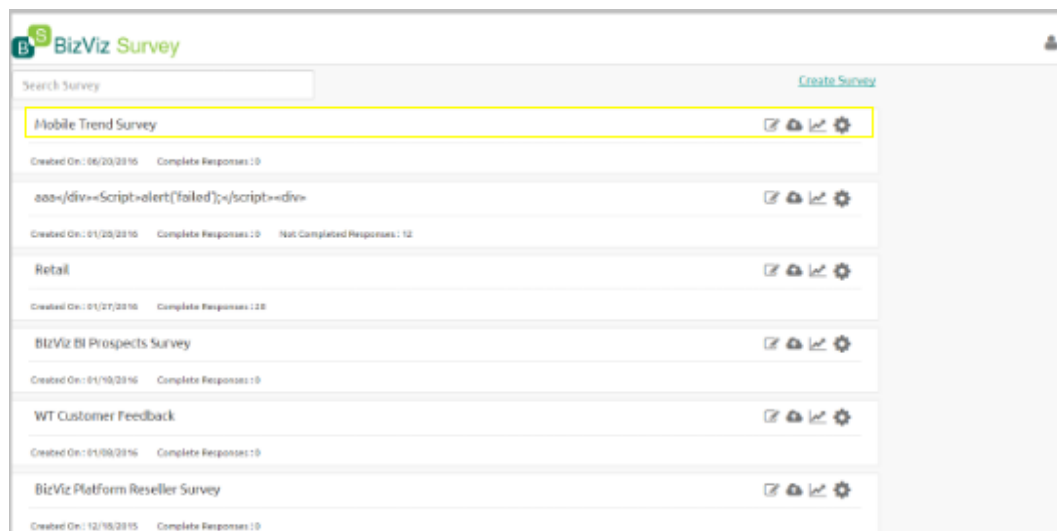 BS BizViz Survey
Search Survey Create Survey
Mobile Trend Survey
Created On : 06/20/2016 Complete Responses : 0
aaa</div><Script>alert('failed');</script><div>
Created On : 01/28/2016 Complete Responses : 0 Not Completed Responses : 12
Retail
Created On : 01/27/2016 Complete Responses : 28
BizViz BI Prospects Survey
Created On : 01/10/2016 Complete Responses : 0
WT Customer Feedback
Created On : 01/08/2016 Complete Responses : 0
BizViz Platform Reseller Survey
Created On : 12/18/2015 Complete Responses : 0